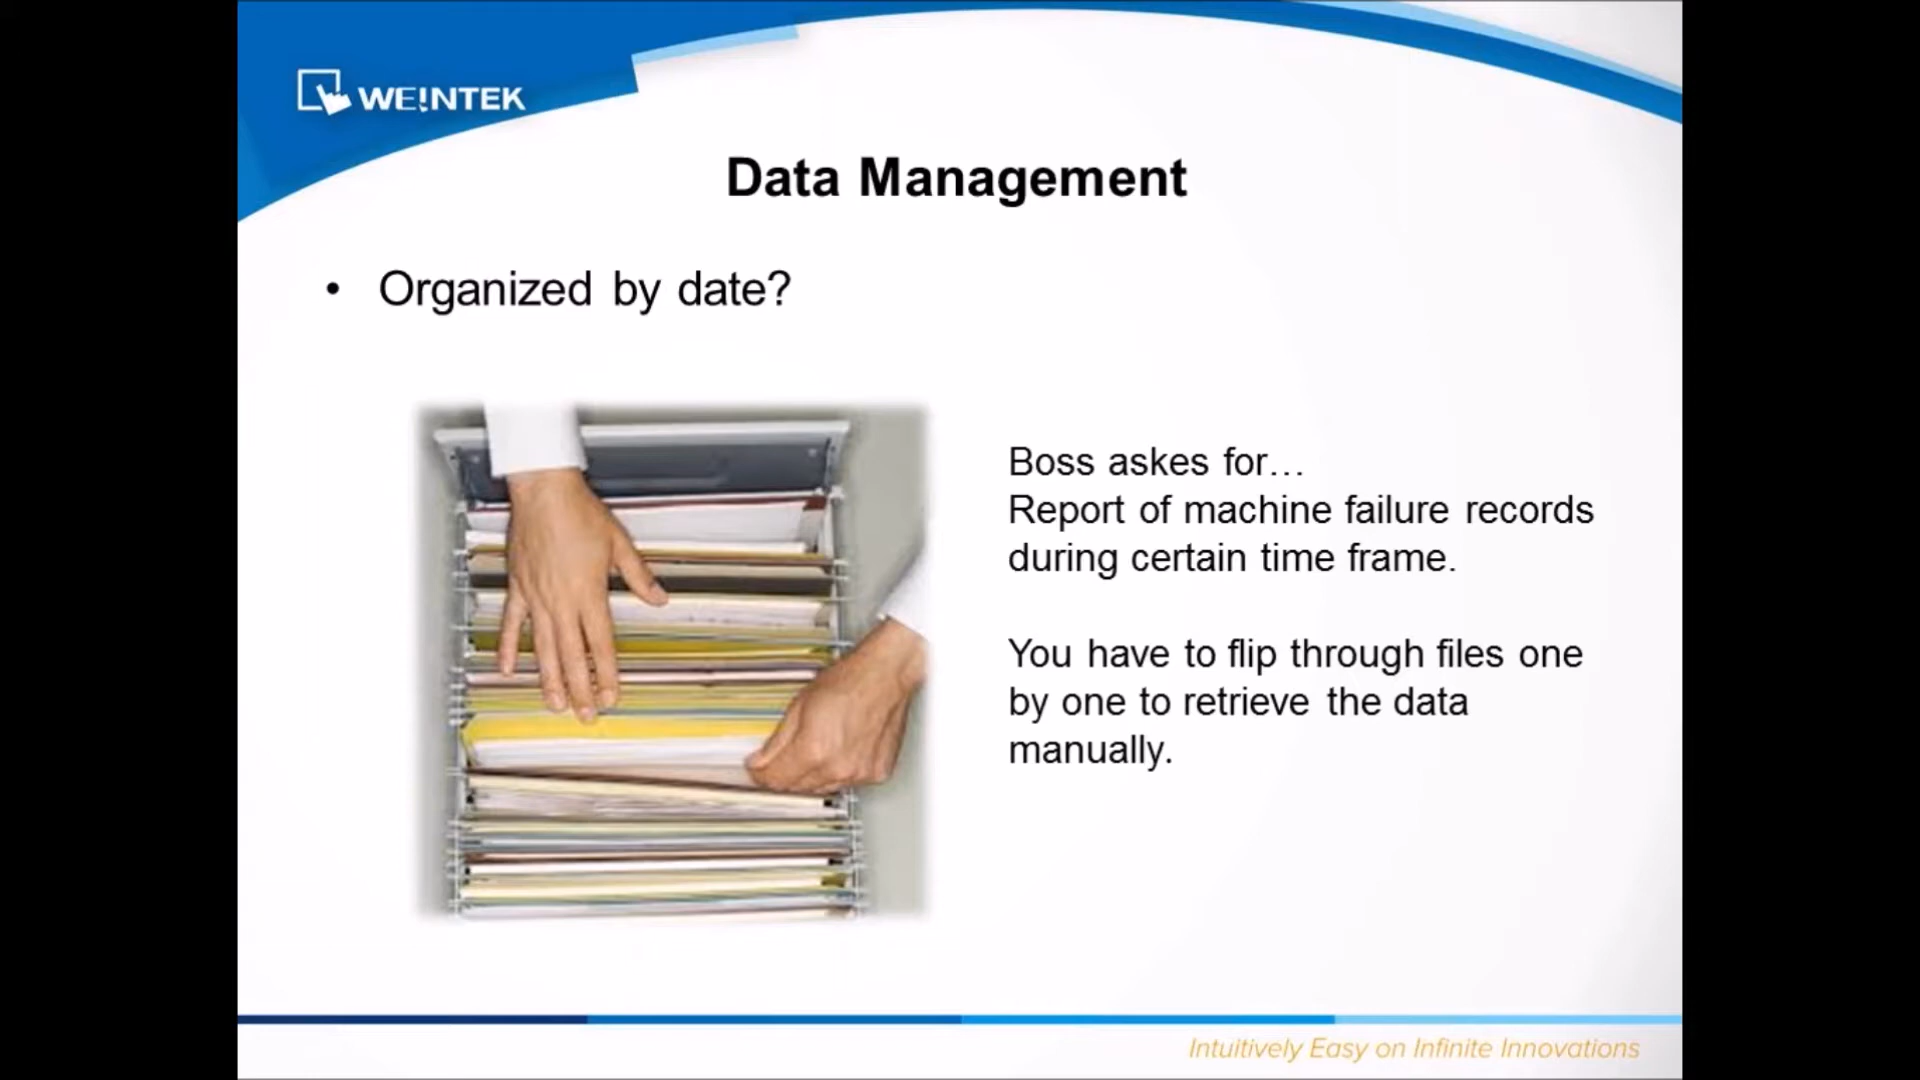 WE!NTEK
Data Management
• Organized by date?
Boss askes for…
Report of machine failure records
during certain time frame.
You have to flip through files one
by one to retrieve the data
manually.
Intuitively Easy on Infinite Innovations